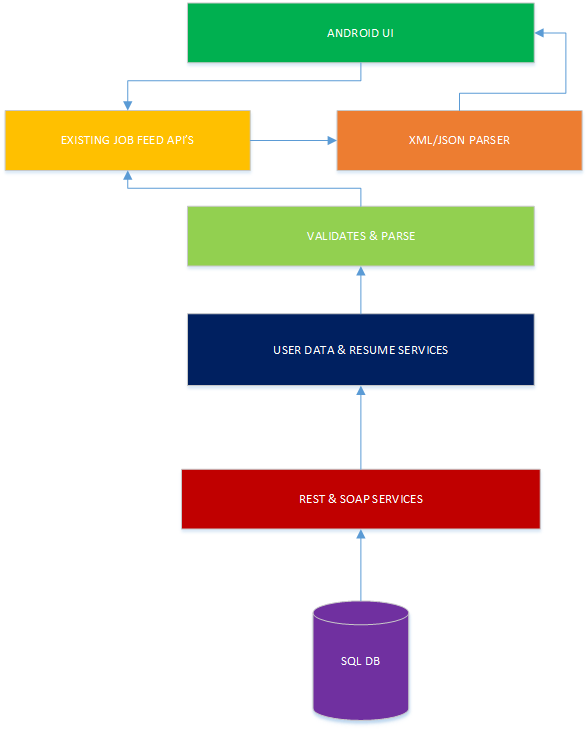 ANDROID UI
EXISTING JOB FEED API'S
XML/JSON PARSER
VALIDATES & PARSE
USER DATA & RESUME SERVICES
REST & SOAP SERVICES
SQL DB